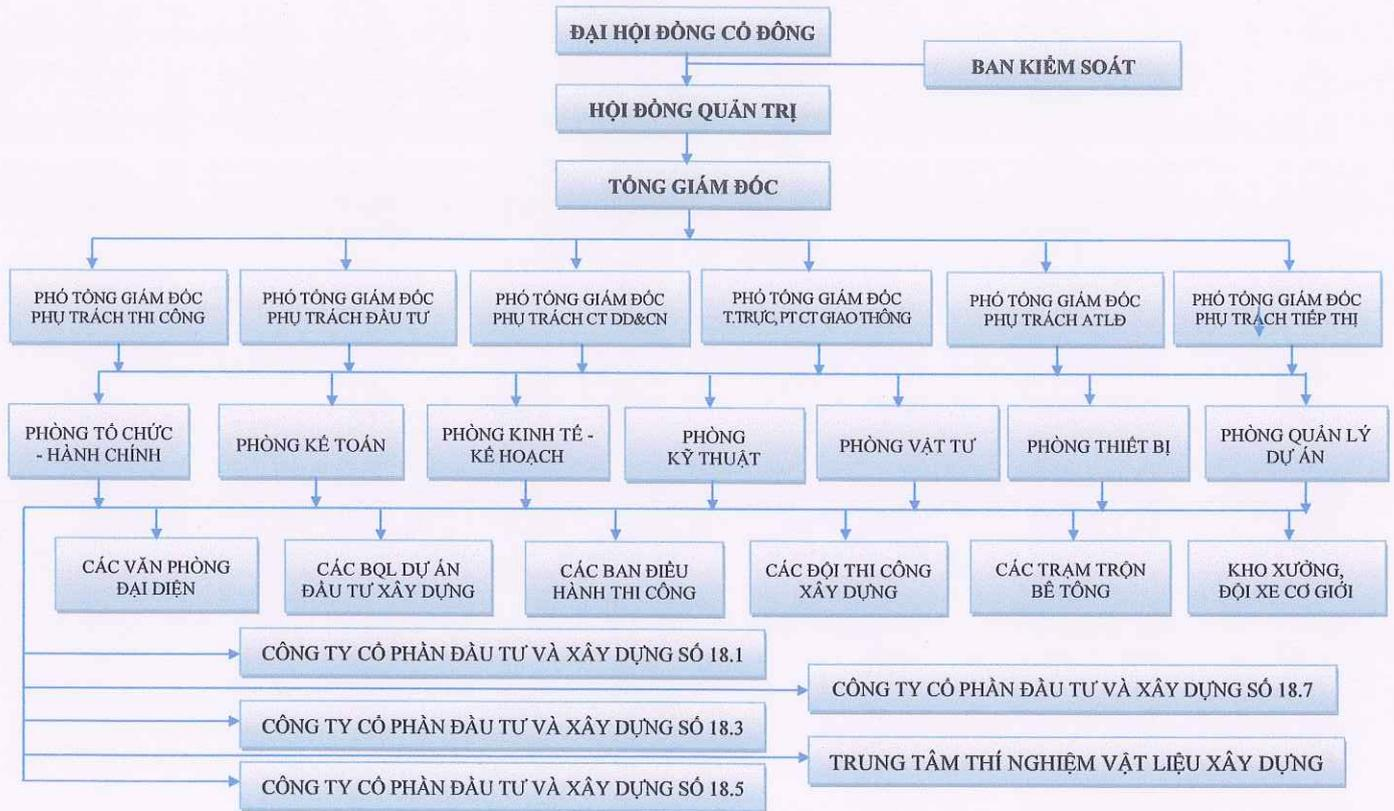 ĐẠI HỘI ĐỒNG CỔ ĐÔNG
BAN KIỂM SOÁT
HỘI ĐỒNG QUẢN TRỊ
TỔNG GIÁM ĐỐC
PHÓ TỔNG GIÁM ĐỐC
PHỤ TRÁCH THI CÔNG
PHÓ TỔNG GIÁM ĐỐC
PHỤ TRÁCH ĐẦU TƯ
PHÓ TỔNG GIÁM ĐỐC
PHỤ TRÁCH CT DD&CN
PHÓ TỔNG GIÁM ĐỐC
T.TRỰC, PT CT GIAO THÔNG
PHÓ TỔNG GIÁM ĐỐC
PHỤ TRÁCH ATLĐ
PHÓ TỔNG GIÁM ĐỐC
PHỤ TRÁCH TIẾP THỊ
PHÒNG TỔ CHỨC
- HÀNH CHÍNH
PHÒNG KẾ TOÁN
PHÒNG KINH TẾ -
KẾ HOẠCH
PHÒNG
KỸ THUẬT
PHÒNG VẬT TƯ
PHÒNG THIẾT BỊ
PHÒNG QUẢN LÝ
DỰ ÁN
CÁC VĂN PHÒNG
ĐẠI DIỆN
CÁC BQL DỰ ÁN
ĐẦU TƯ XÂY DỰNG
CÁC BAN ĐIỀU
HÀNH THI CÔNG
CÁC ĐỘI THI CÔNG
XÂY DỰNG
CÁC TRẠM TRỘN
BÊ TÔNG
KHO XƯỞNG,
ĐỘI XE CƠ GIỚI
CÔNG TY CỔ PHẦN ĐẦU TƯ VÀ XÂY DỰNG SỐ 18.1
CÔNG TY CỔ PHẦN ĐẦU TƯ VÀ XÂY DỰNG SỐ 18.7
CÔNG TY CỔ PHẦN ĐẦU TƯ VÀ XÂY DỰNG SỐ 18.3
TRUNG TÂM THÍ NGHIỆM VẬT LIỆU XÂY DỰNG
CÔNG TY CỔ PHẦN ĐẦU TƯ VÀ XÂY DỰNG SỐ 18.5